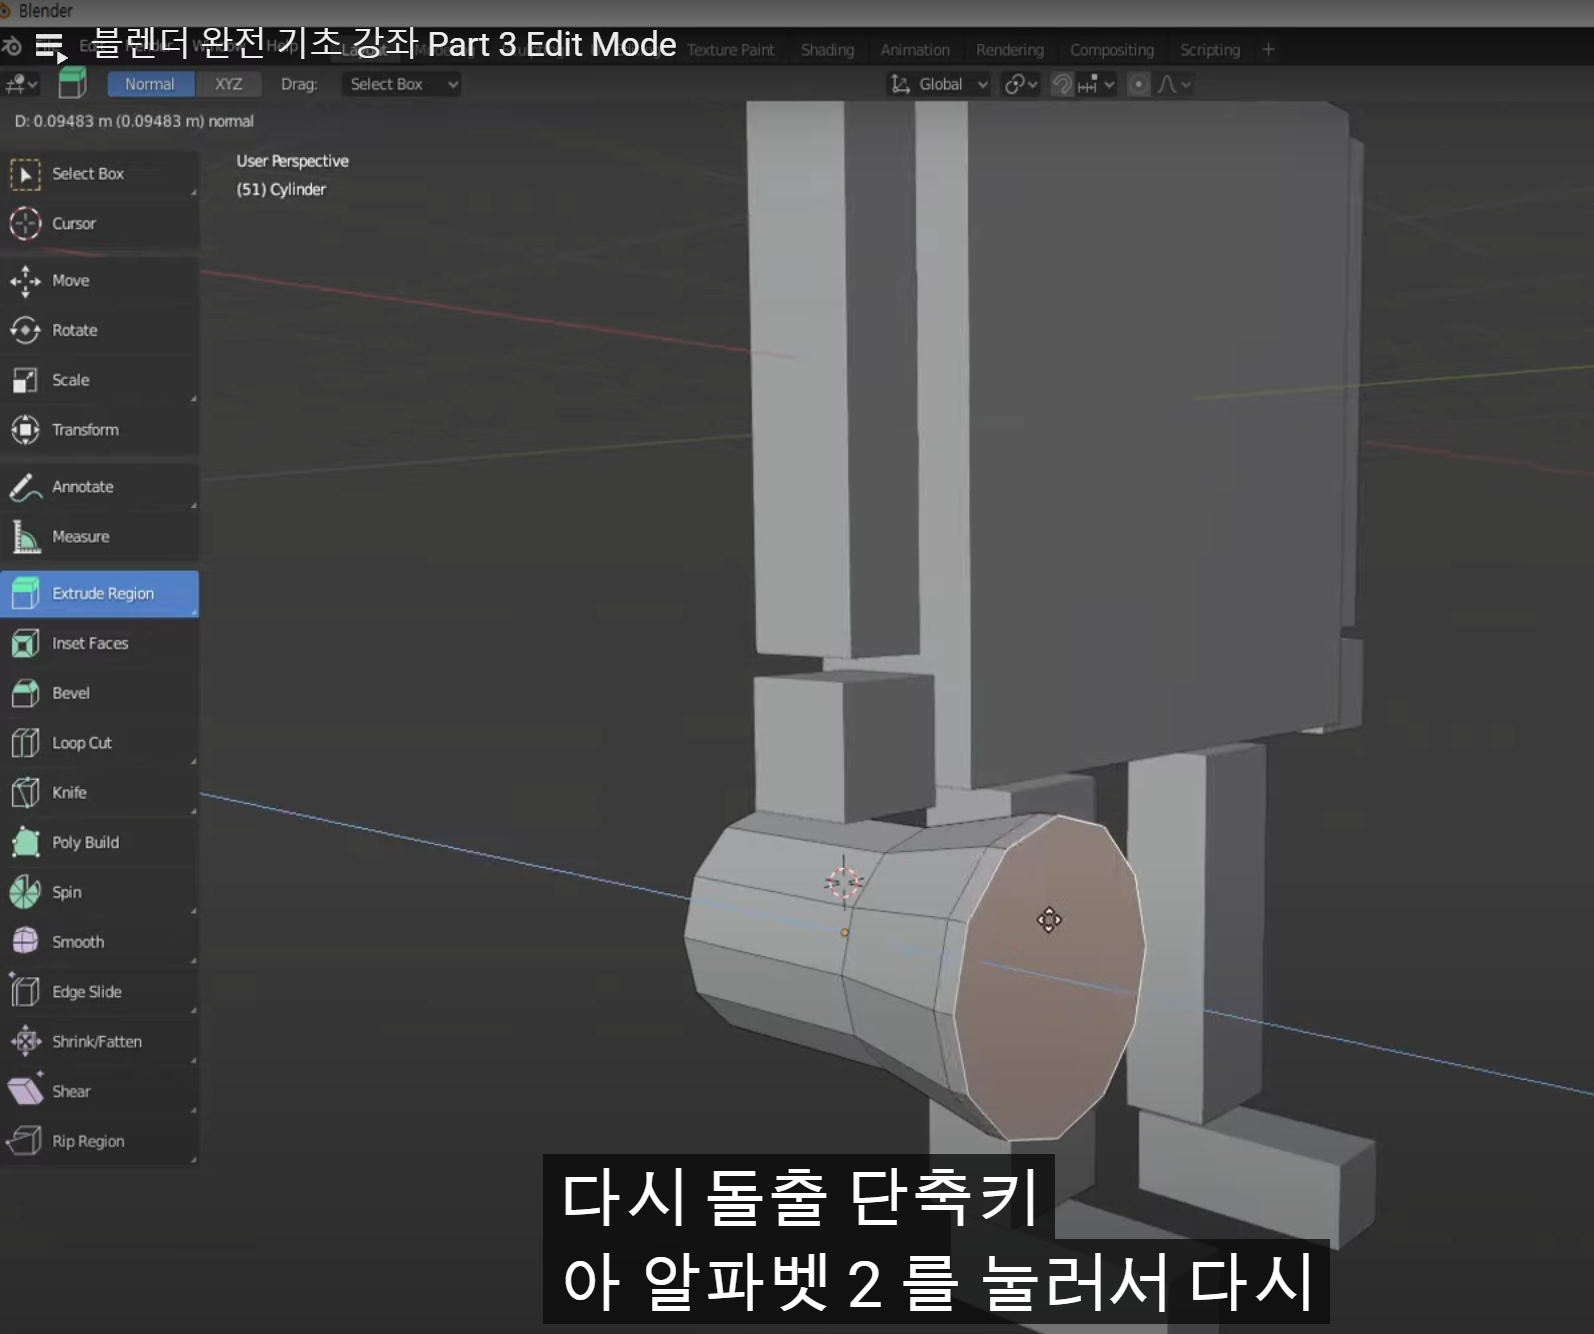 Blender
불렌더 완전 기초 강좌 Part 3 Edit Mode
Texture Paint Shading Animation Rendering Compositing Scripting +
Normal XYZ Drag: Select Box Global
D: 0.09483 m (0.09483 m) normal
User Perspective
(51) Cylinder
Select Box
Cursor
Move
Rotate
Scale
Transform
Annotate
Measure
Extrude Region
Inset Faces
Bevel
Loop Cut
Knife
Poly Build
Spin
Smooth
Edge Slide
Shrink/Fatten
Shear
Rip Region
다시 돌출 단축키
아 알파벳 2 를 눌러서 다시